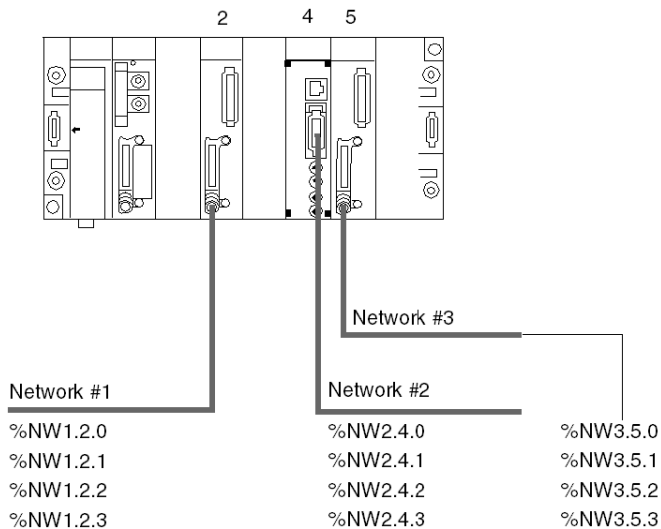 2 4 5
Network #3
Network #1 Network #2
%NW1.2.0 %NW2.4.0 %NW3.5.0
%NW1.2.1 %NW2.4.1 %NW3.5.1
%NW1.2.2 %NW2.4.2 %NW3.5.2
%NW1.2.3 %NW2.4.3 %NW3.5.3